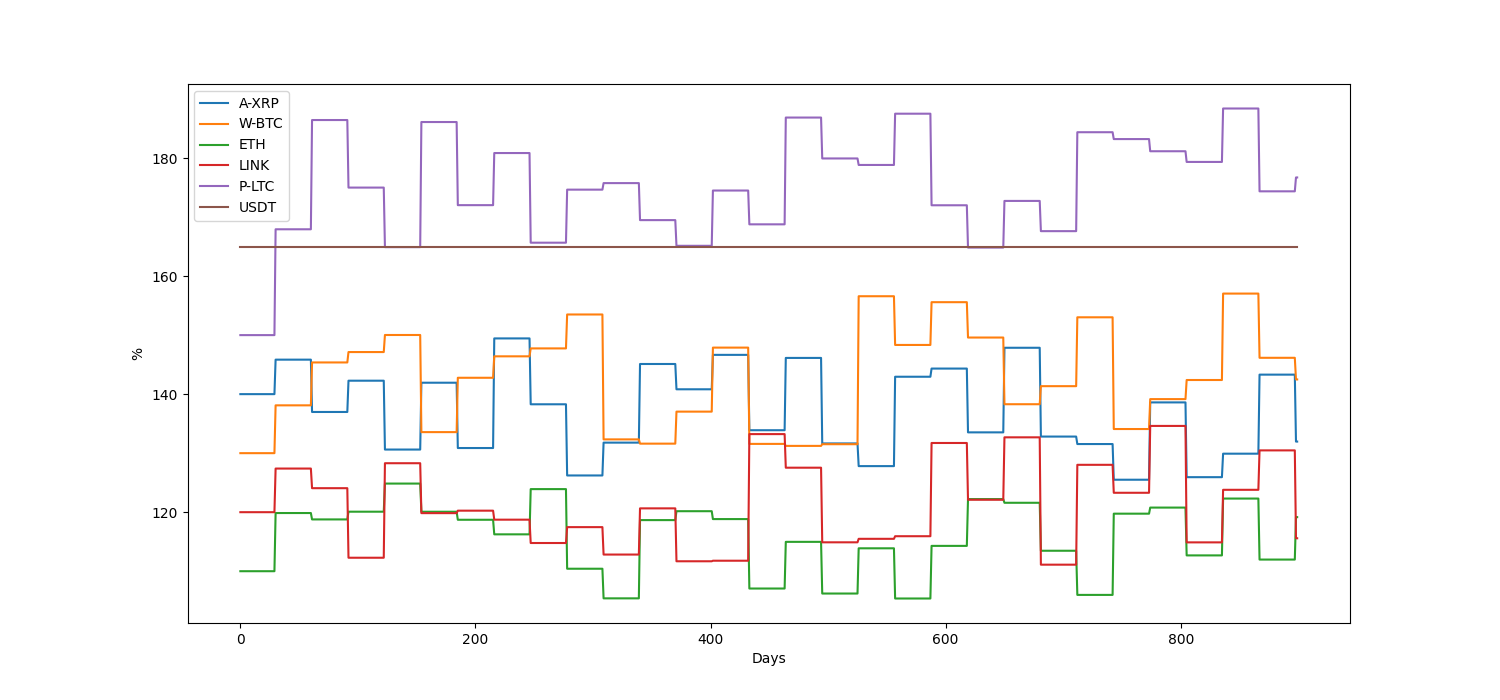 A-XRP
W-BTC
ETH
LINK
P-LTC
USDT
180
160
140
120
%
0 200 400 600 800
Days